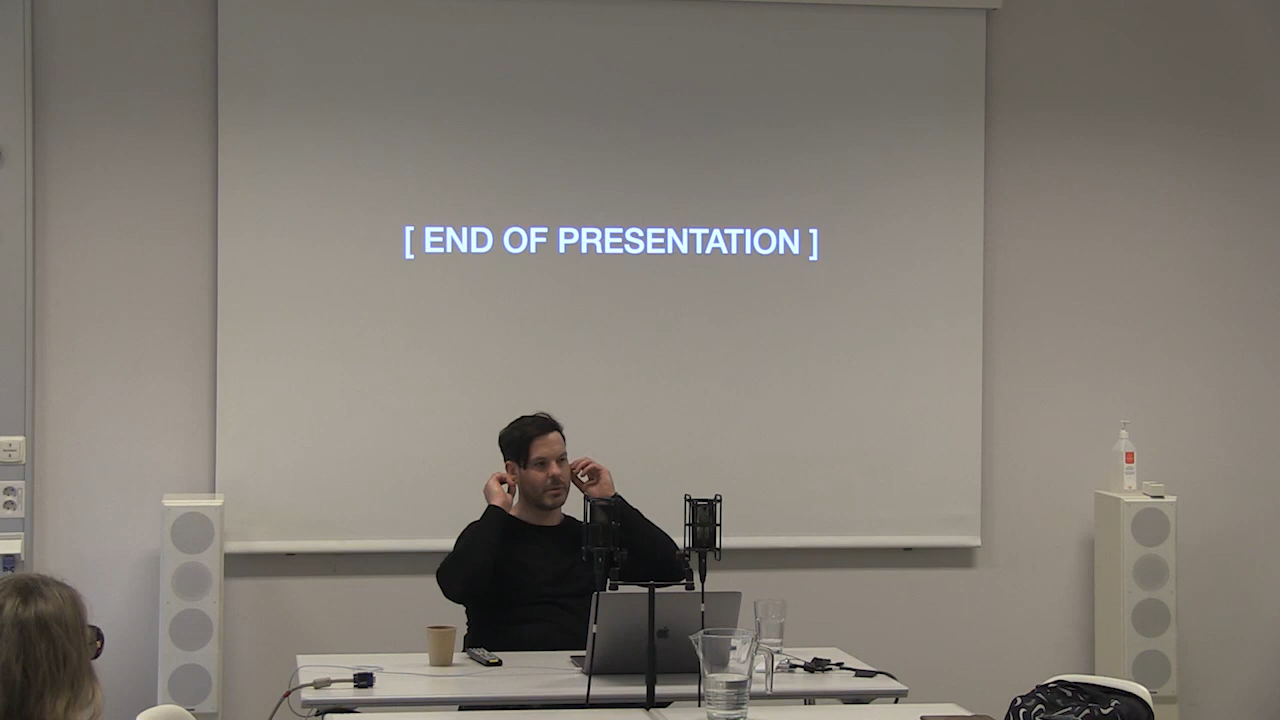 [ END OF PRESENTATION ]